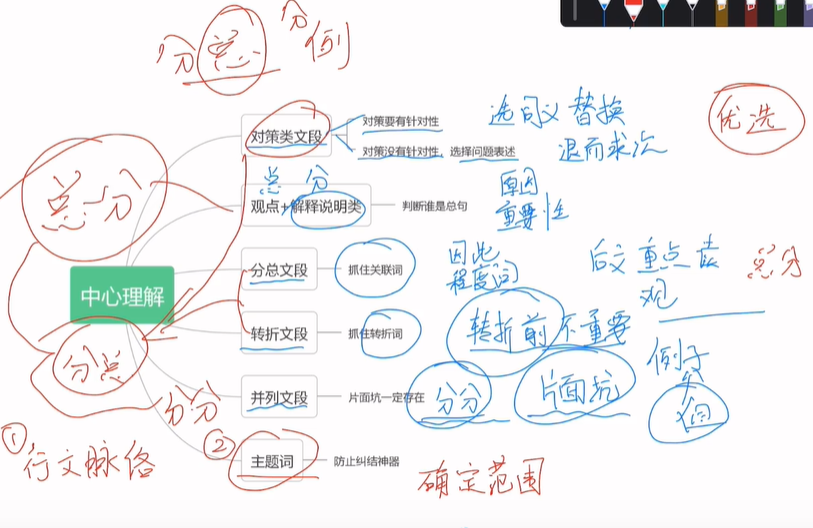 分总 分
例
优选
对策类文段
对策要有针对性
对策没有针对性，选择问题表述
选同义替换
退而求次
总分
总 分
观点+解释说明类
判断谁是总句
原因
重要性
中心理解
分总文段
抓住关联词
因此
程度词
后文重点
观
总分
转折文段
抓住转折词
转折前不重要
分总
并列文段
片面坑一定存在
分分
片面坑
例子
分分
① 行文脉络
② 主题词
防止纠结神器
确定范围